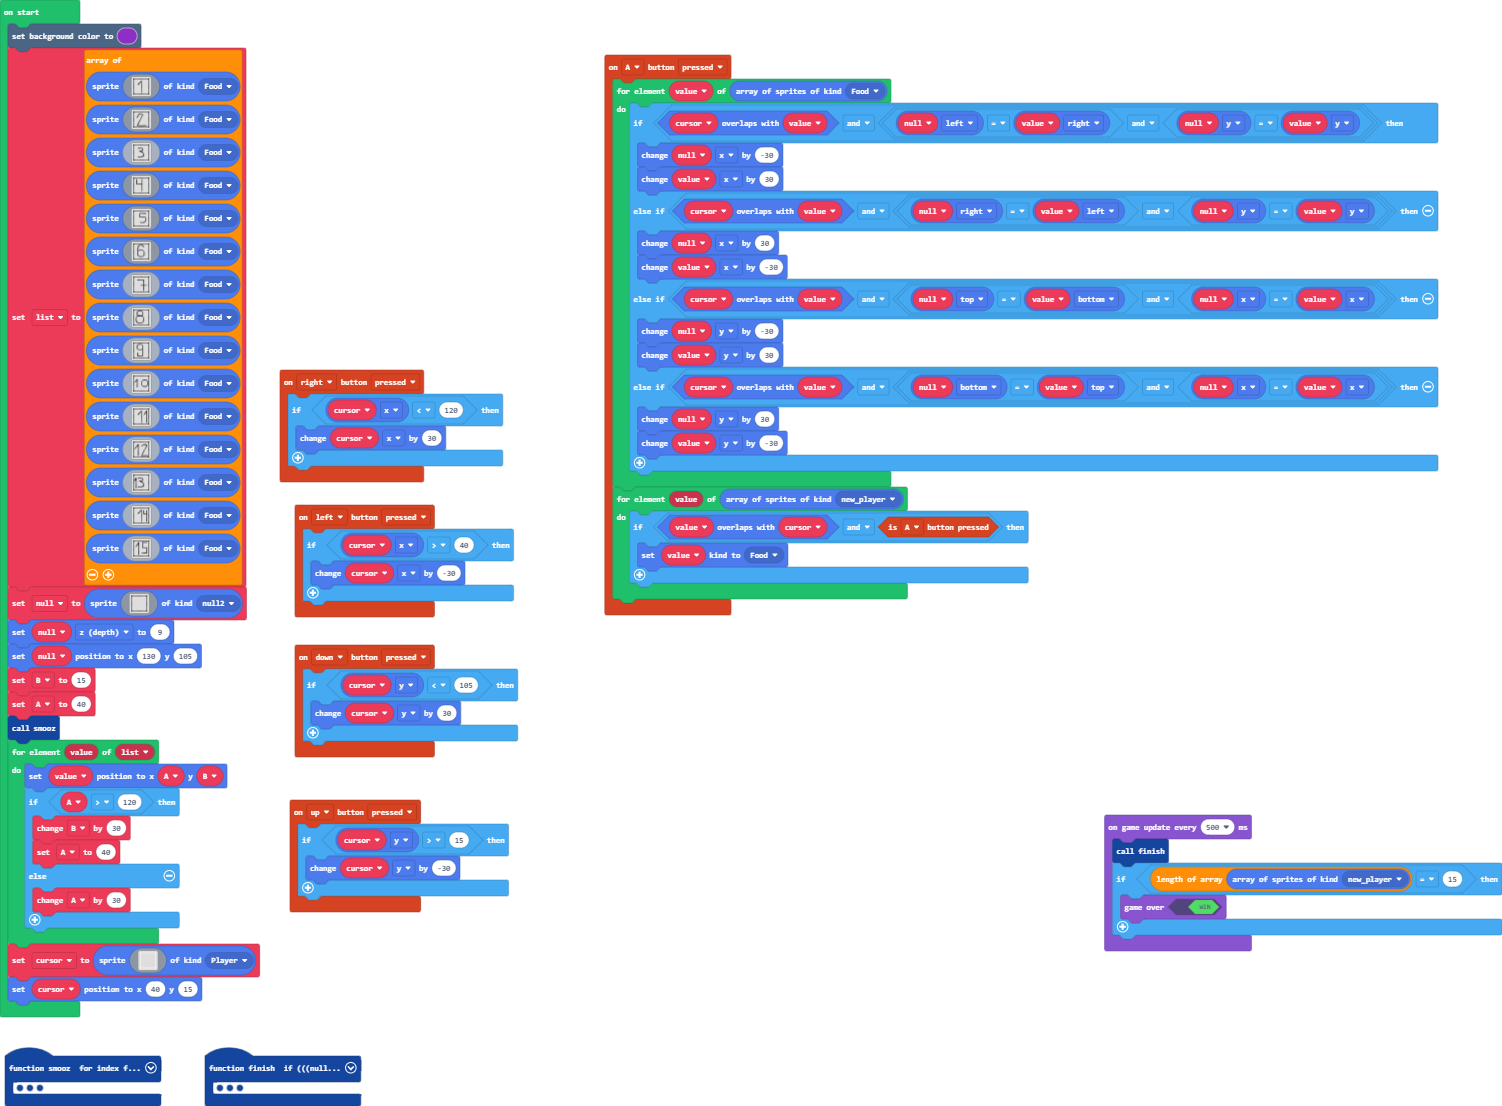 on start
set background color to
array of
sprite 1 of kind Food
sprite 2 of kind Food
sprite 3 of kind Food
sprite 4 of kind Food
sprite 5 of kind Food
sprite 6 of kind Food
sprite 7 of kind Food
set list to sprite 8 of kind Food
sprite 9 of kind Food
sprite 10 of kind Food
sprite 11 of kind Food
sprite 12 of kind Food
sprite 13 of kind Food
sprite 14 of kind Food
sprite 15 of kind Food
set null to sprite of kind null2
set null z (depth) to 9
set null position to x 130 y 105
set B to 15
set A to 40
call smooz
for element value of list
do set value position to x A y B
if A > 120 then
change B by 30
set A to 40
else
change A by 30
set cursor to sprite of kind Player
set cursor position to x 40 y 15
function smooz for index f...
function finish if (((null...
on right button pressed
if cursor x < 120 then
change cursor x by 30
on left button pressed
if cursor x > 40 then
change cursor x by -30
on down button pressed
if cursor y < 105 then
change cursor y by 30
on up button pressed
if cursor y > 15 then
change cursor y by -30
on A button pressed
for element value of array of sprites of kind Food
do
if cursor overlaps with value and null left = value right and null y = value y then
change null x by -30
change value x by 30
else if cursor overlaps with value and null right = value left and null y = value y then
change null x by 30
change value x by -30
else if cursor overlaps with value and null top = value bottom and null x = value x then
change null y by -30
change value y by 30
else if cursor overlaps with value and null bottom = value top and null x = value x then
change null y by 30
change value y by -30
for element value of array of sprites of kind new_player
do
if value overlaps with cursor and is A button pressed then
set value kind to Food
on game update every 500 ms
call finish
if length of array array of sprites of kind new_player = 15 then
game over WIN